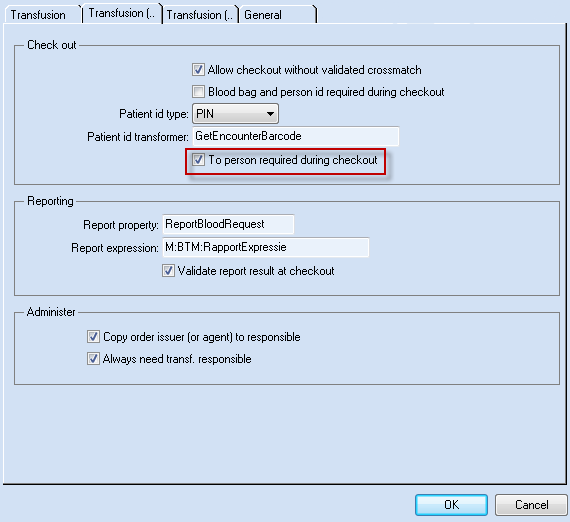 Transfusion
Transfusion (..
Transfusion (..
General
Check out
Allow checkout without validated crossmatch
Blood bag and person id required during checkout
Patient id type: PIN
Patient id transformer: GetEncounterBarcode
To person required during checkout
Reporting
Report property: ReportBloodRequest
Report expression: M:BTM:RapportExpressie
Validate report result at checkout
Administer
Copy order issuer (or agent) to responsible
Always need transf. responsible
OK
Cancel